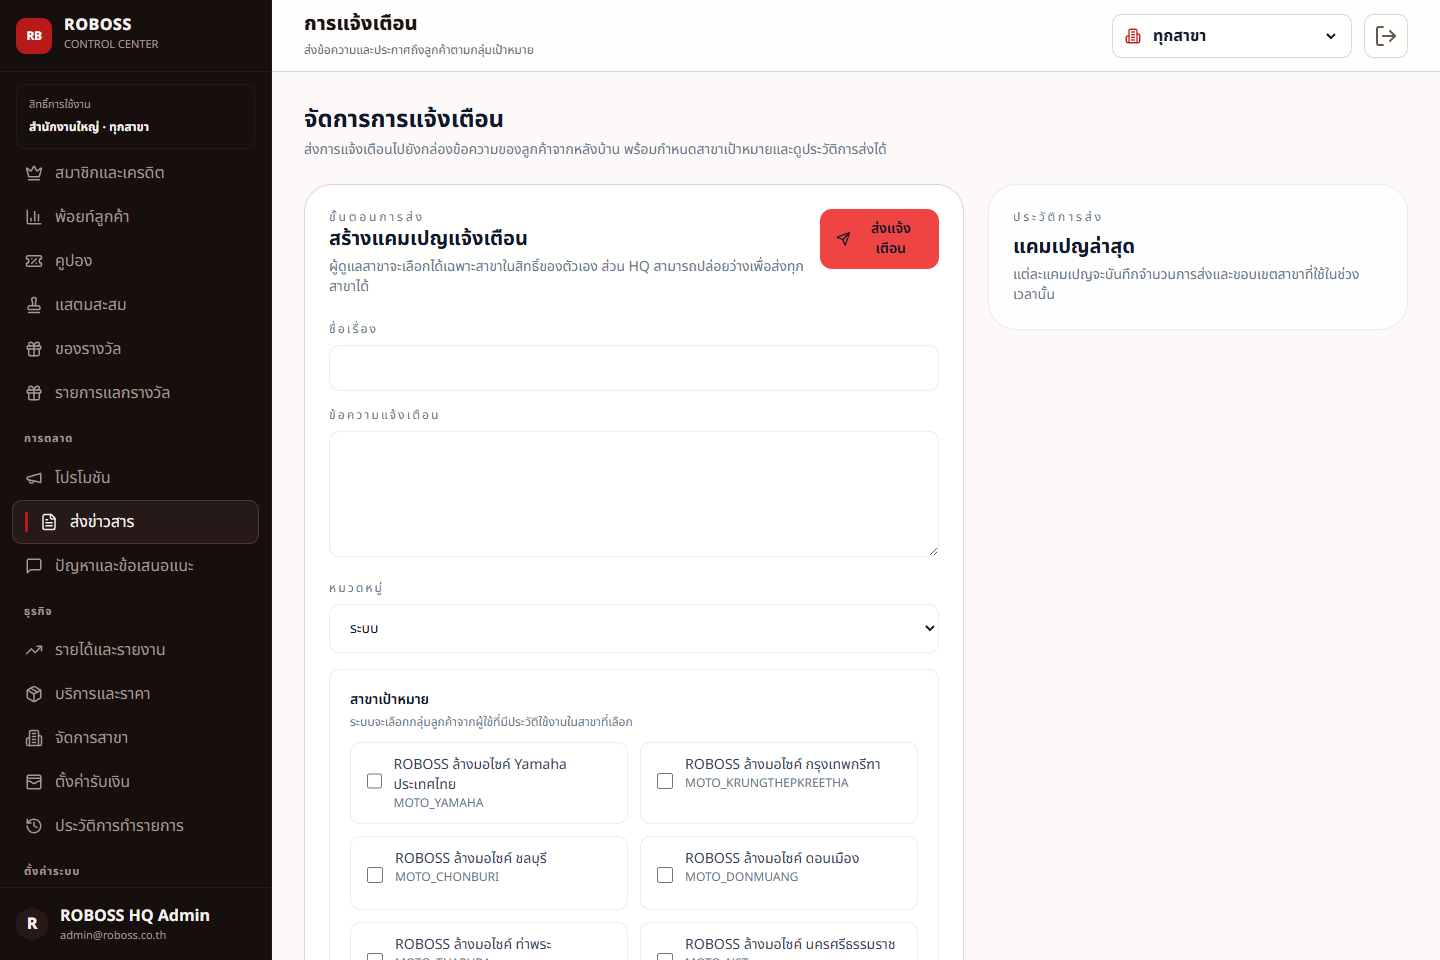 RB
ROBOSS
CONTROL CENTER
สิทธิ์การใช้งาน
สำนักงานใหญ่ · ทุกสาขา
สมาชิกและเครดิต
พ้อยท์ลูกค้า
คูปอง
แสตมสะสม
ของรางวัล
รายการแลกรางวัล
การตลาด
โปรโมชัน
ส่งข่าวสาร
ปัญหาและข้อเสนอแนะ
ธุรกิจ
รายได้และรายงาน
บริการและราคา
จัดการสาขา
ตั้งค่ารับเงิน
ประวัติการทำรายการ
ตั้งค่าระบบ
R
ROBOSS HQ Admin
admin@roboss.co.th
การแจ้งเตือน
ส่งข้อความและประกาศถึงลูกค้าตามกลุ่มเป้าหมาย
ทุกสาขา
จัดการการแจ้งเตือน
ส่งการแจ้งเตือนไปยังกล่องข้อความของลูกค้าจากหลังบ้าน พร้อมกำหนดสาขาเป้าหมายและดูประวัติการส่งได้
ขั้นตอนการส่ง
สร้างแคมเปญแจ้งเตือน
ผู้ดูแลสาขาจะเลือกได้เฉพาะสาขาในสิทธิ์ของตัวเอง ส่วน HQ สามารถปล่อยว่างเพื่อส่งทุก
สาขาได้
ส่งแจ้ง
เตือน
ชื่อเรื่อง
ข้อความแจ้งเตือน
หมวดหมู่
ระบบ
สาขาเป้าหมาย
ระบบจะเลือกกลุ่มลูกค้าจากผู้ใช้ที่มีประวัติใช้งานในสาขาที่เลือก
ROBOSS ล้างมอไซค์ Yamaha
ประเทศไทย
MOTO_YAMAHA
ROBOSS ล้างมอไซค์ กรุงเทพกรีฑา
MOTO_KRUNGTHEPKREETHA
ROBOSS ล้างมอไซค์ ชลบุรี
MOTO_CHONBURI
ROBOSS ล้างมอไซค์ ดอนเมือง
MOTO_DONMUANG
ROBOSS ล้างมอไซค์ ท่าพระ
ROBOSS ล้างมอไซค์ นครศรีธรรมราช
ประวัติการส่ง
แคมเปญล่าสุด
แต่ละแคมเปญจะบันทึกจำนวนการส่งและขอบเขตสาขาที่ใช้ในช่วง
เวลานั้น